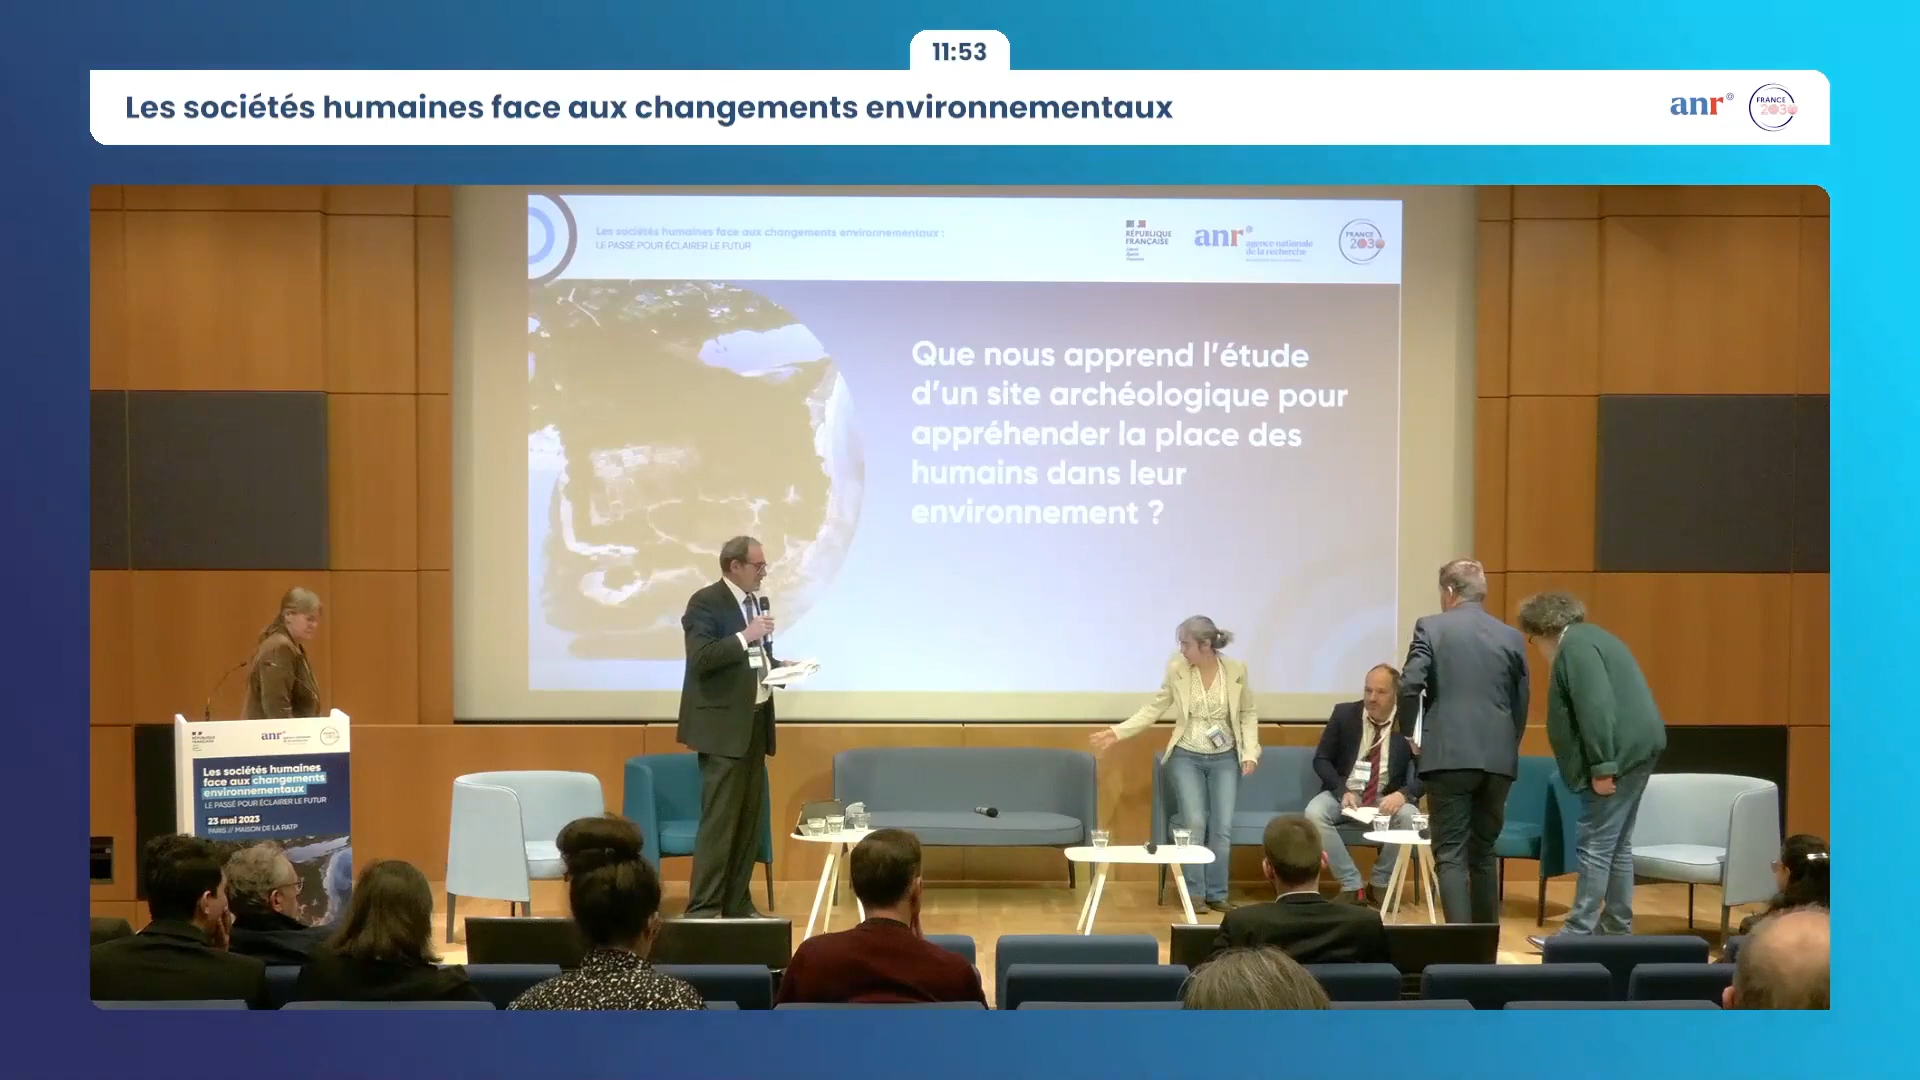 11:53
Les sociétés humaines face aux changements environnementaux
anr
FRANCE
2030
Les sociétés humaines face aux changements environnementaux :
LE PASSÉ POUR ÉCLAIRER LE FUTUR
RÉPUBLIQUE
FRANÇAISE
anr
agence nationale
de la recherche
FRANCE
2030
Que nous apprend l’étude
d’un site archéologique pour
appréhender la place des
humains dans leur
environnement ?
anr
Les sociétés humaines
face aux changements
environnementaux
LE PASSÉ POUR ÉCLAIRER LE FUTUR
23 mai 2023
PARIS // MAISON DE LA RATP